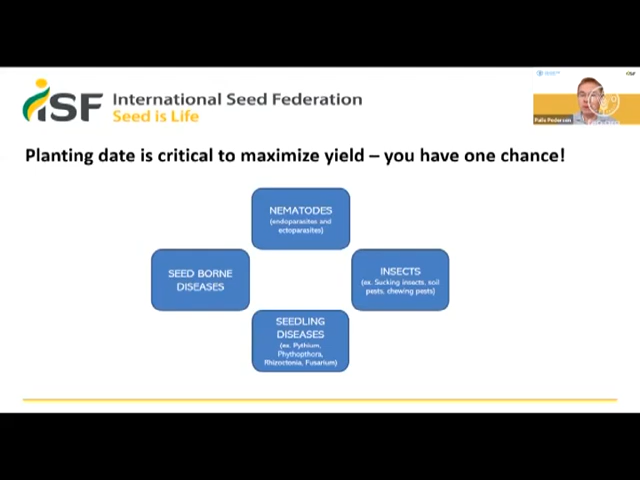 iSF International Seed Federation
Seed is Life
Palle Pedersen
Planting date is critical to maximize yield – you have one chance!
NEMATODES
(endoparasites and
ectoparasites)
SEED BORNE
DISEASES
INSECTS
(ex. Sucking insects, soil
pests, chewing pests)
SEEDLING
DISEASES
(ex. Pythium,
Phythopthora,
Rhizoctonia, Fusarium)